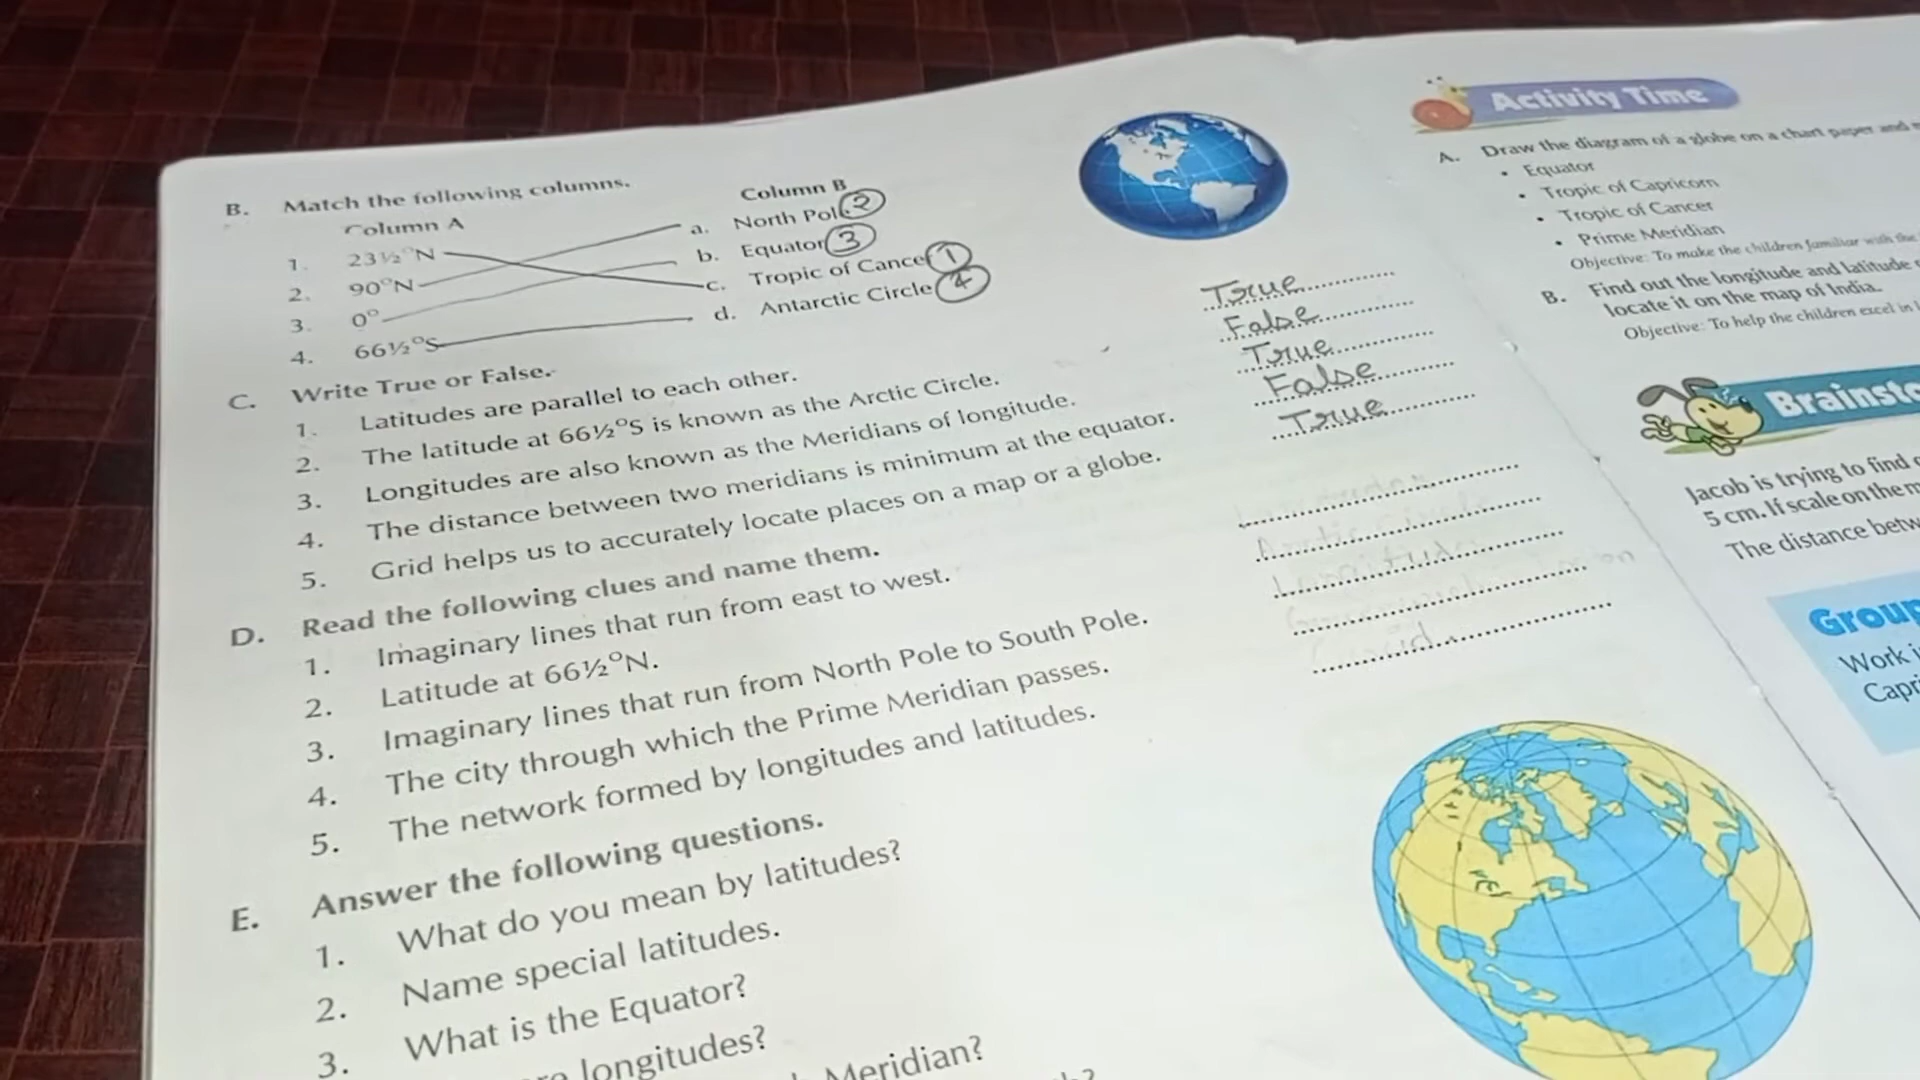 B. Match the following columns.
Column A Column B
1. 23½°N a. North Pole 2
2. 90°N b. Equator 3
3. 0° c. Tropic of Cancer 1
4. 66½°S d. Antarctic Circle 4
C. Write True or False.
1. Latitudes are parallel to each other. True
2. The latitude at 66½°S is known as the Arctic Circle. False
3. Longitudes are also known as the Meridians of longitude. True
4. The distance between two meridians is minimum at the equator. False
5. Grid helps us to accurately locate places on a map or a globe. True
D. Read the following clues and name them.
1. Imaginary lines that run from east to west.
2. Latitude at 66½°N.
3. Imaginary lines that run from North Pole to South Pole.
4. The city through which the Prime Meridian passes.
5. The network formed by longitudes and latitudes.
E. Answer the following questions.
1. What do you mean by latitudes?
2. Name special latitudes.
3. What is the Equator?
longitudes?
Meridian?
Activity Time
A. Draw the diagram of a globe on a chart paper and
• Equator
• Tropic of Capricorn
• Tropic of Cancer
• Prime Meridian
Objective: To make the children familiar with the
B. Find out the longitude and latitude
locate it on the map of India.
Objective: To help the children excel in
Brainsto
Jacob is trying to find
5 cm. If scale on the m
The distance betw
Group
Work i
Capri